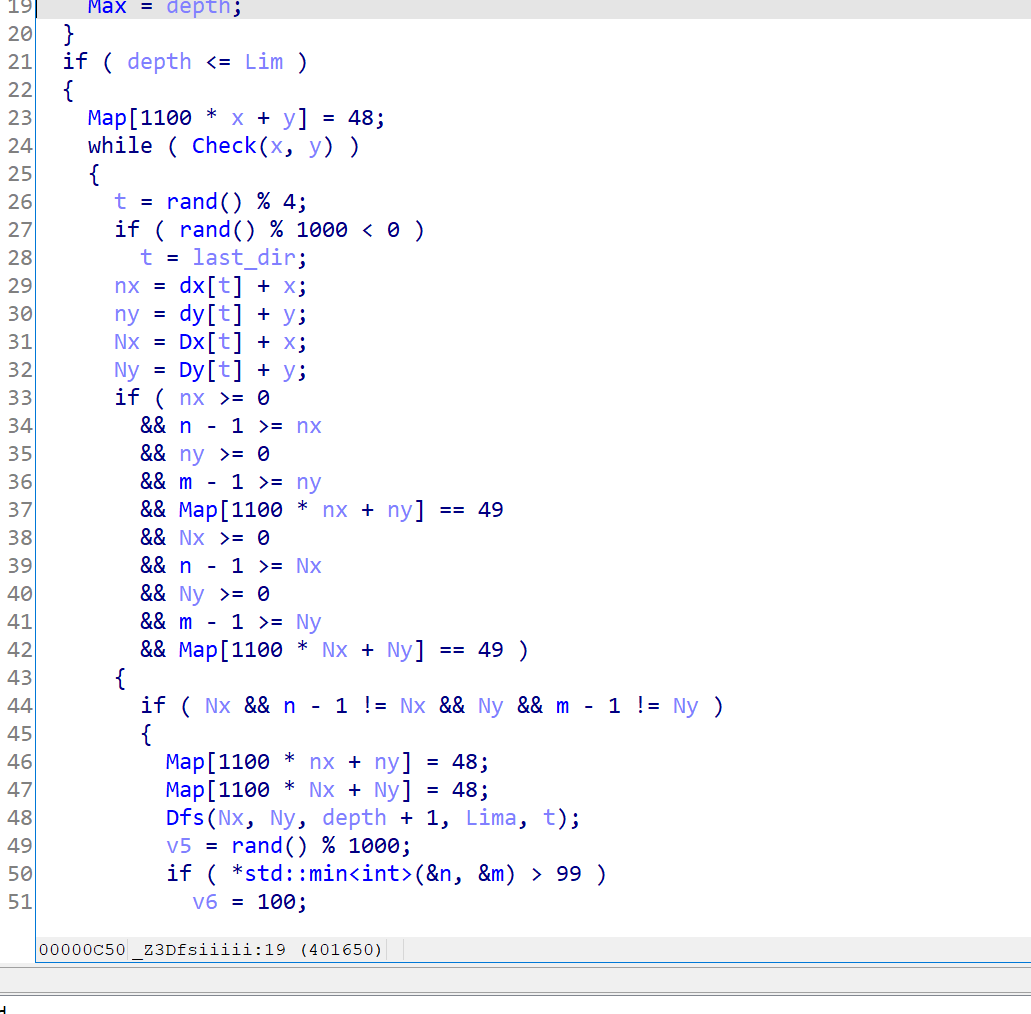 19 Max = depth;
20 }
21 if ( depth <= Lim )
22 {
23 Map[1100 * x + y] = 48;
24 while ( Check(x, y) )
25 {
26 t = rand() % 4;
27 if ( rand() % 1000 < 0 )
28 t = last_dir;
29 nx = dx[t] + x;
30 ny = dy[t] + y;
31 Nx = Dx[t] + x;
32 Ny = Dy[t] + y;
33 if ( nx >= 0
34 && n - 1 >= nx
35 && ny >= 0
36 && m - 1 >= ny
37 && Map[1100 * nx + ny] == 49
38 && Nx >= 0
39 && n - 1 >= Nx
40 && Ny >= 0
41 && m - 1 >= Ny
42 && Map[1100 * Nx + Ny] == 49 )
43 {
44 if ( Nx && n - 1 != Nx && Ny && m - 1 != Ny )
45 {
46 Map[1100 * nx + ny] = 48;
47 Map[1100 * Nx + Ny] = 48;
48 Dfs(Nx, Ny, depth + 1, Lima, t);
49 v5 = rand() % 1000;
50 if ( *std::min<int>(&n, &m) > 99 )
51 v6 = 100;
00000C50 _Z3Dfsiiiii:19 (401650)